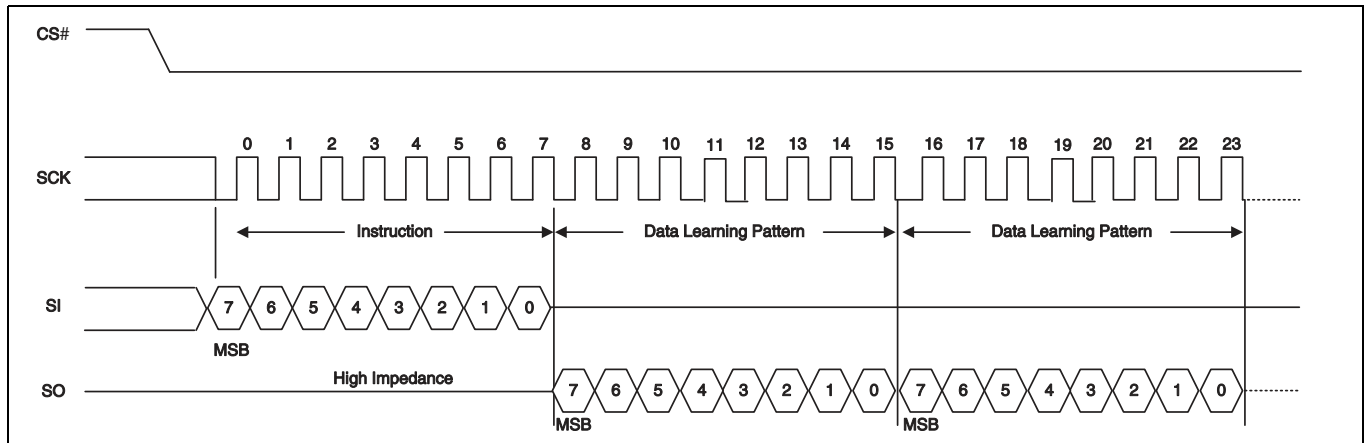 CS#
0 1 2 3 4 5 6 7 8 9 10 11 12 13 14 15 16 17 18 19 20 21 22 23
SCK
Instruction Data Learning Pattern Data Learning Pattern
SI 7 6 5 4 3 2 1 0
MSB
High Impedance
SO 7 6 5 4 3 2 1 0 7 6 5 4 3 2 1 0
MSB MSB